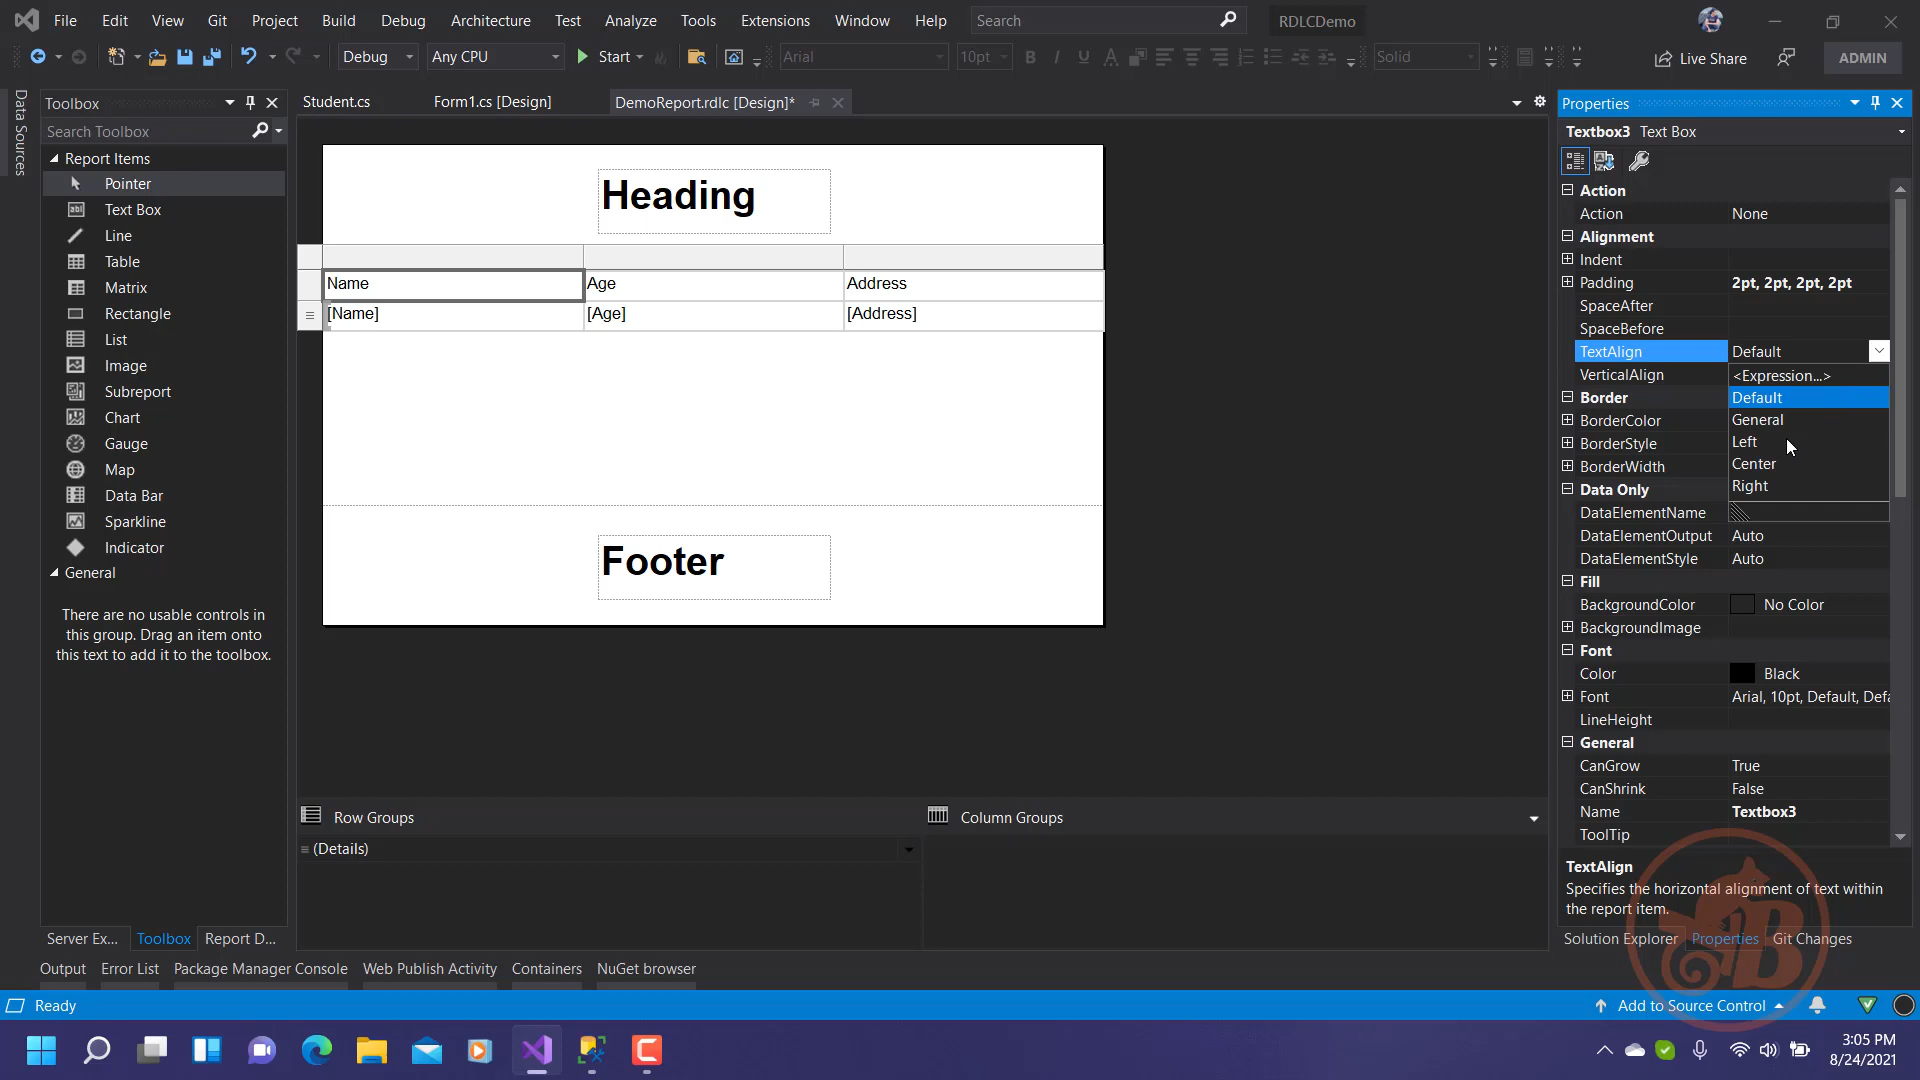 File Edit View Git Project Build Debug Architecture Test Analyze Tools Extensions Window Help Search RDLCDemo
Debug Any CPU Start Arial 10pt B I U A Solid Live Share ADMIN
Data Sources
Toolbox
Search Toolbox
Report Items
Pointer
Text Box
Line
Table
Matrix
Rectangle
List
Image
Subreport
Chart
Gauge
Map
Data Bar
Sparkline
Indicator
General
There are no usable controls in
this group. Drag an item onto
this text to add it to the toolbox.
Server Ex... Toolbox Report D...
Student.cs Form1.cs [Design] DemoReport.rdlc [Design]*
Heading
Name Age Address
[Name] [Age] [Address]
Footer
Row Groups Column Groups
(Details)
Properties
Textbox3 Text Box
Action
Action None
Alignment
Indent
Padding 2pt, 2pt, 2pt, 2pt
SpaceAfter
SpaceBefore
TextAlign Default
VerticalAlign <Expression...>
Border Default
BorderColor General
BorderStyle Left
BorderWidth Center
Data Only Right
DataElementName
DataElementOutput Auto
DataElementStyle Auto
Fill
BackgroundColor No Color
BackgroundImage
Font
Color Black
Font Arial, 10pt, Default, Defa
LineHeight
General
CanGrow True
CanShrink False
Name Textbox3
ToolTip
TextAlign
Specifies the horizontal alignment of text within
the report item.
Solution Explorer Properties Git Changes
Output Error List Package Manager Console Web Publish Activity Containers NuGet browser
Ready Add to Source Control
3:05 PM
8/24/2021
B